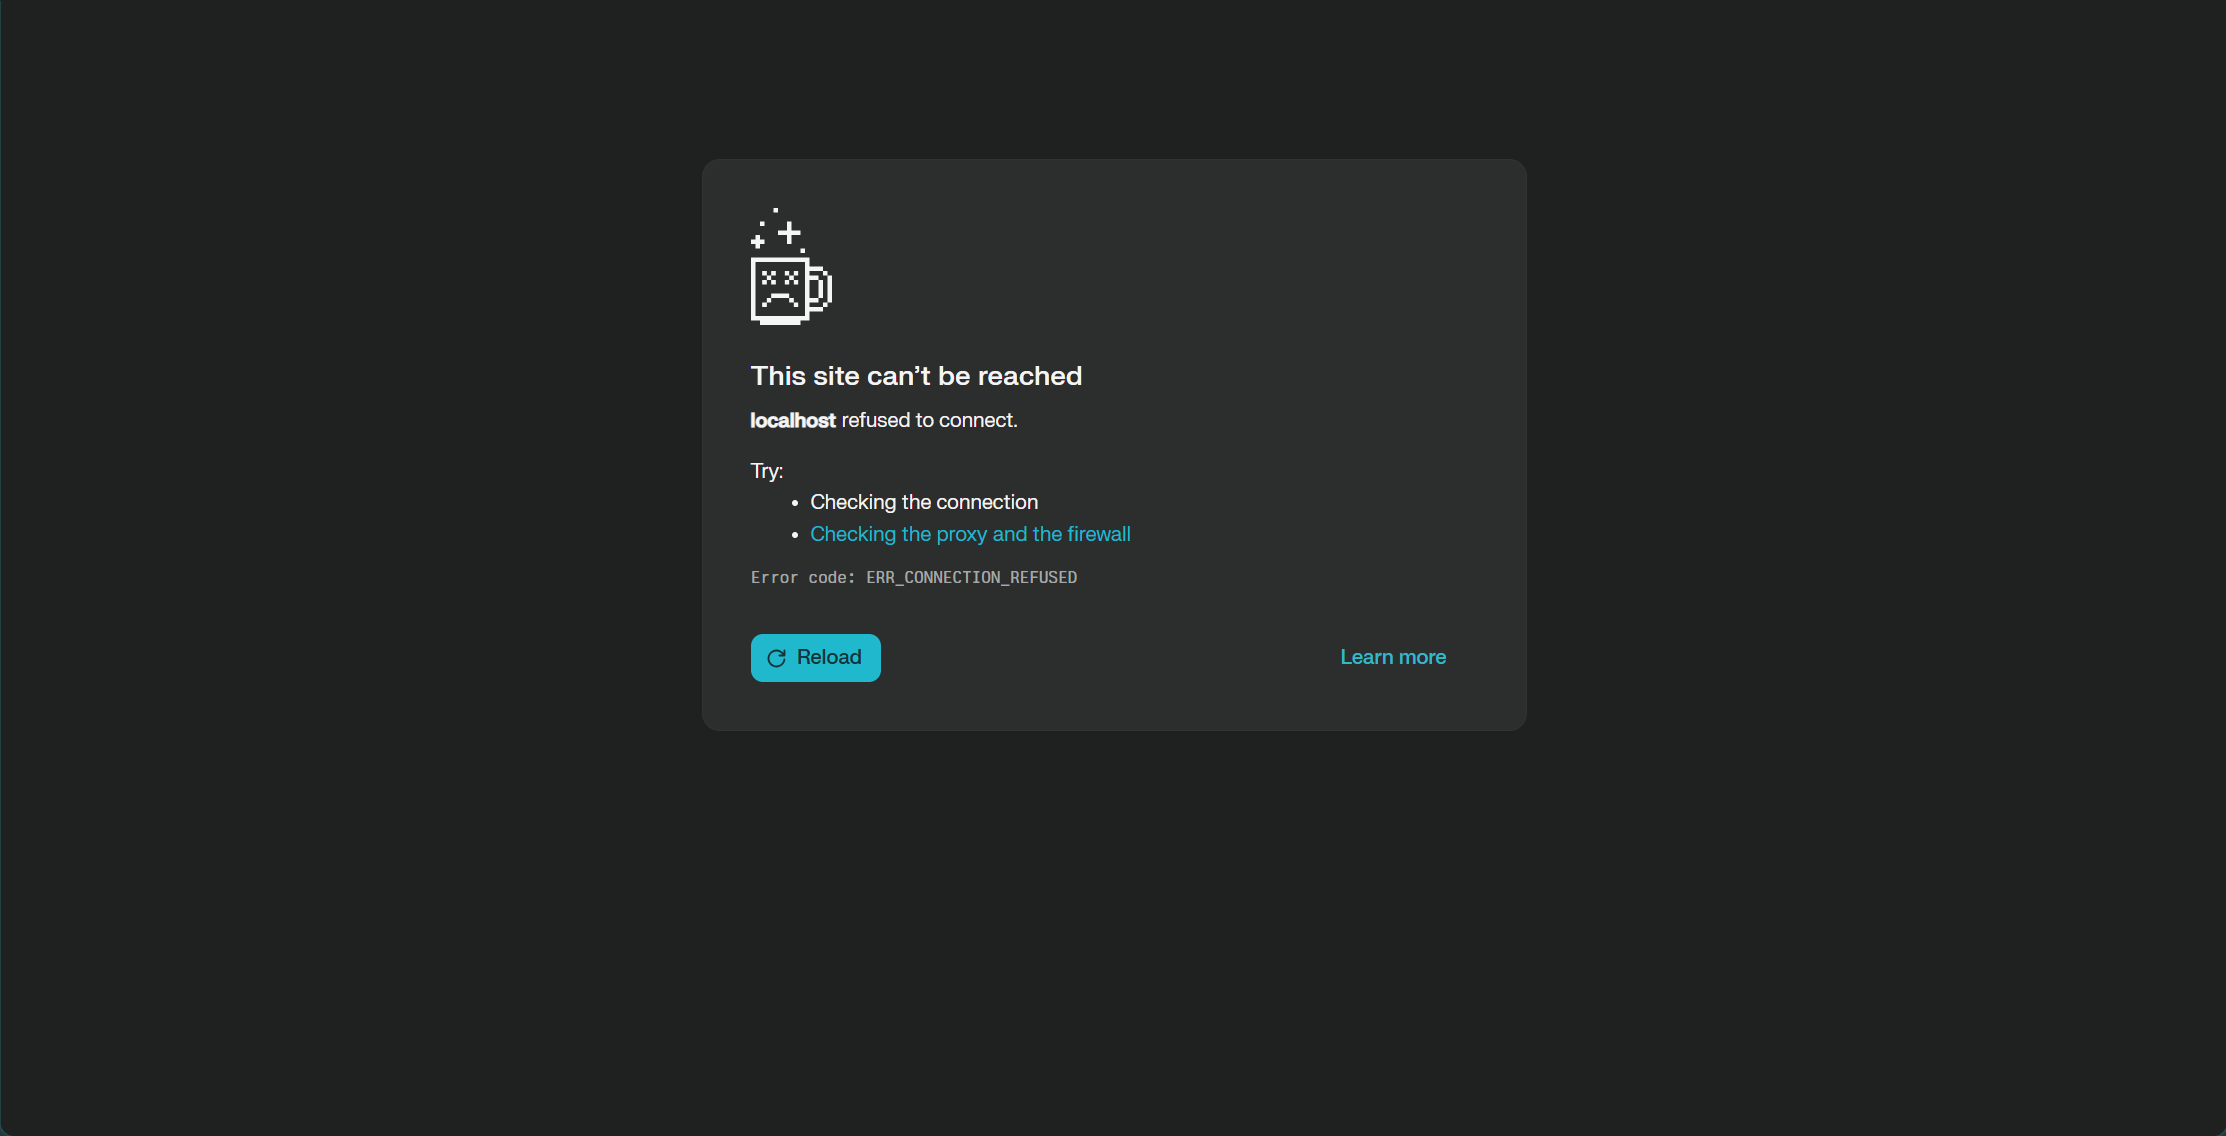 This site can’t be reached
localhost refused to connect.
Try:
• Checking the connection
• Checking the proxy and the firewall
Error code: ERR_CONNECTION_REFUSED
Reload
Learn more